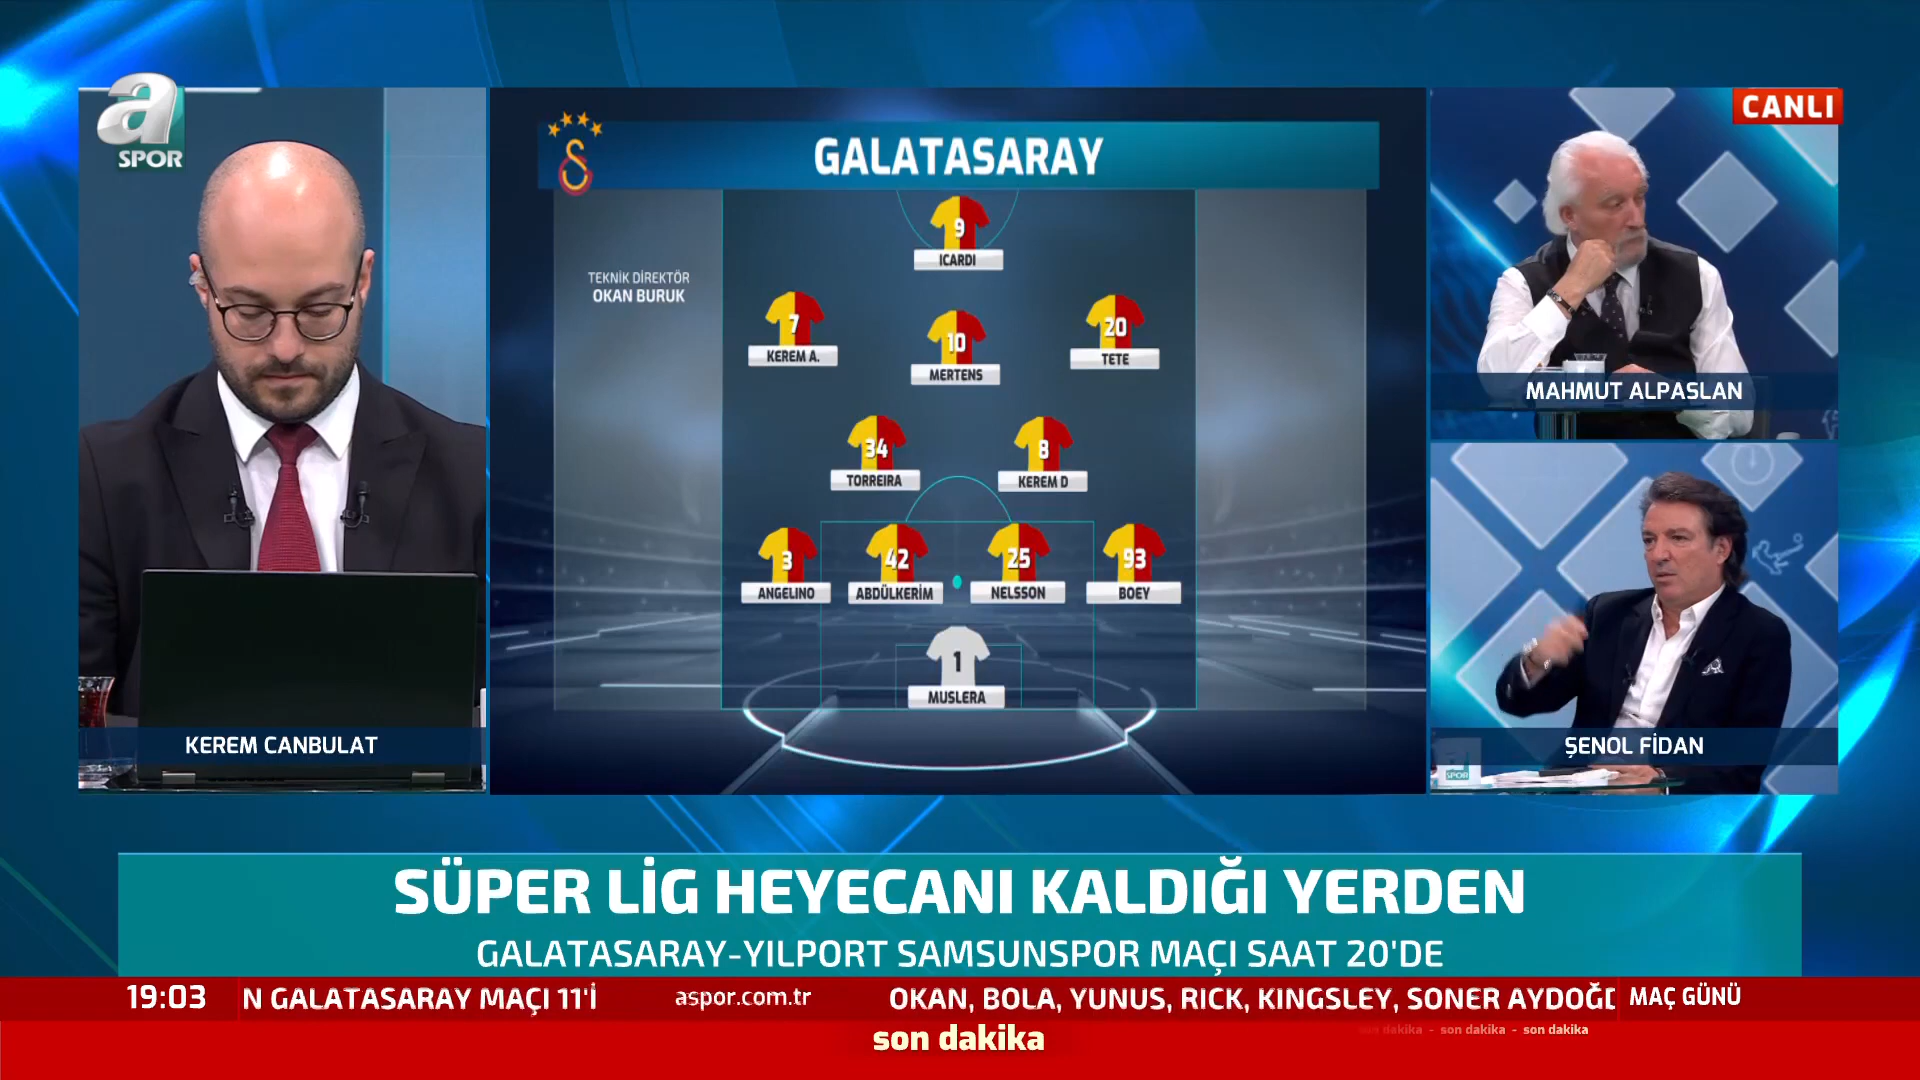 a
SPOR
CANLI
GALATASARAY
TEKNİK DİREKTÖR
OKAN BURUK
9
ICARDI
7
KEREM A.
10
MERTENS
20
TETE
34
TORREIRA
8
KEREM D
3
ANGELINO
42
ABDÜLKERİM
25
NELSSON
93
BOEY
1
MUSLERA
MAHMUT ALPASLAN
KEREM CANBULAT
ŞENOL FİDAN
a
SPOR
SÜPER LİG HEYECANI KALDIĞI YERDEN
GALATASARAY-YILPORT SAMSUNSPOR MAÇI SAAT 20'DE
19:03 N GALATASARAY MAÇI 11'İ aspor.com.tr OKAN, BOLA, YUNUS, RICK, KINGSLEY, SONER AYDOĞD MAÇ GÜNÜ
son dakika
son dakika - son dakika - son dakika